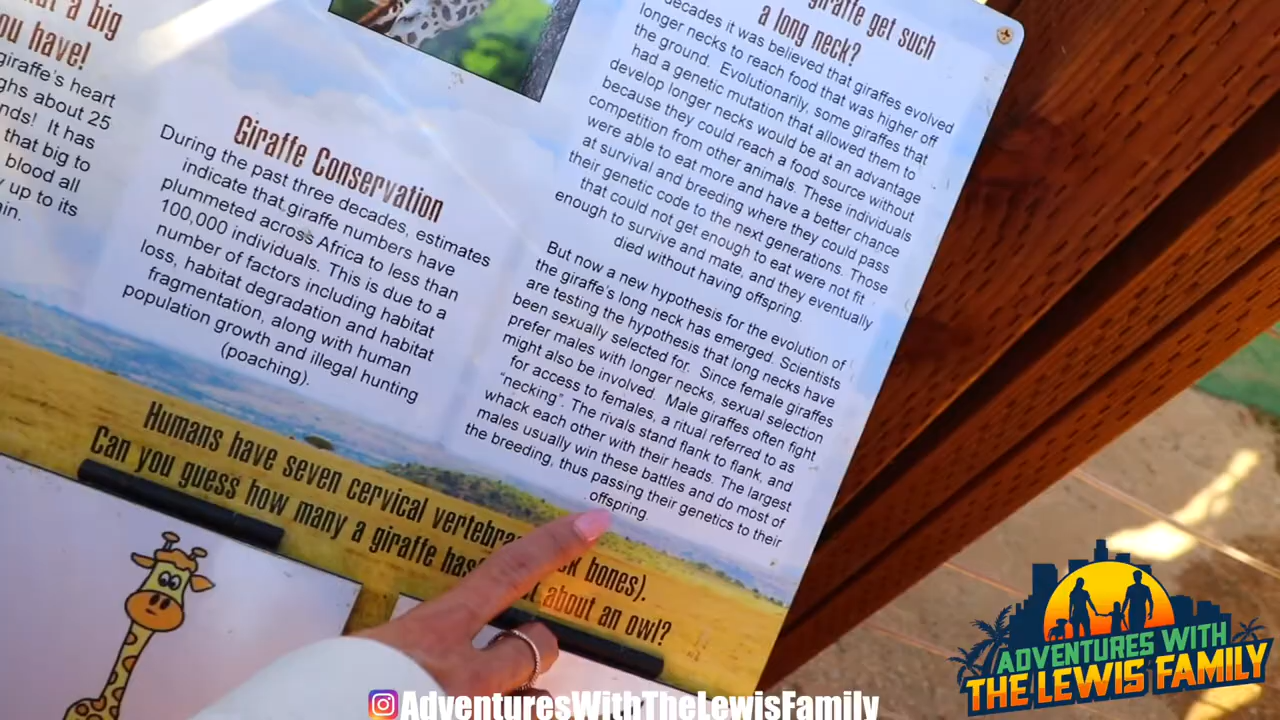 a big
ou have!
giraffe's heart
ghs about 25
nds! It has
that big to
blood all
up to its
ain.
Giraffe Conservation
During the past three decades, estimates
indicate that giraffe numbers have
plummeted across Africa to less than
100,000 individuals. This is due to a
number of factors including habitat
loss, habitat degradation and habitat
fragmentation, along with human
population growth and illegal hunting
(poaching).
giraffe get such
a long neck?
decades it was believed that giraffes evolved
longer necks to reach food that was higher off
the ground. Evolutionarily, some giraffes that
had a genetic mutation that allowed them to
develop longer necks would be at an advantage
because they could reach a food source without
competition from other animals. These individuals
were able to eat more and have a better chance
at survival and breeding where they could pass
their genetic code to the next generations. Those
that could not get enough to eat were not fit
enough to survive and mate, and they eventually
died without having offspring.
But now a new hypothesis for the evolution of
the giraffe's long neck has emerged. Scientists
are testing the hypothesis that long necks have
been sexually selected for. Since female giraffes
prefer males with longer necks, sexual selection
might also be involved. Male giraffes often fight
for access to females, a ritual referred to as
"necking". The rivals stand flank to flank, and
whack each other with their heads. The largest
males usually win these battles and do most of
the breeding, thus passing their genetics to their
offspring.
Humans have seven cervical vertebrae bones).
Can you guess how many a giraffe has? about an owl?
AdventuresWithTheLewisFamily
ADVENTURES WITH
THE LEWIS FAMILY